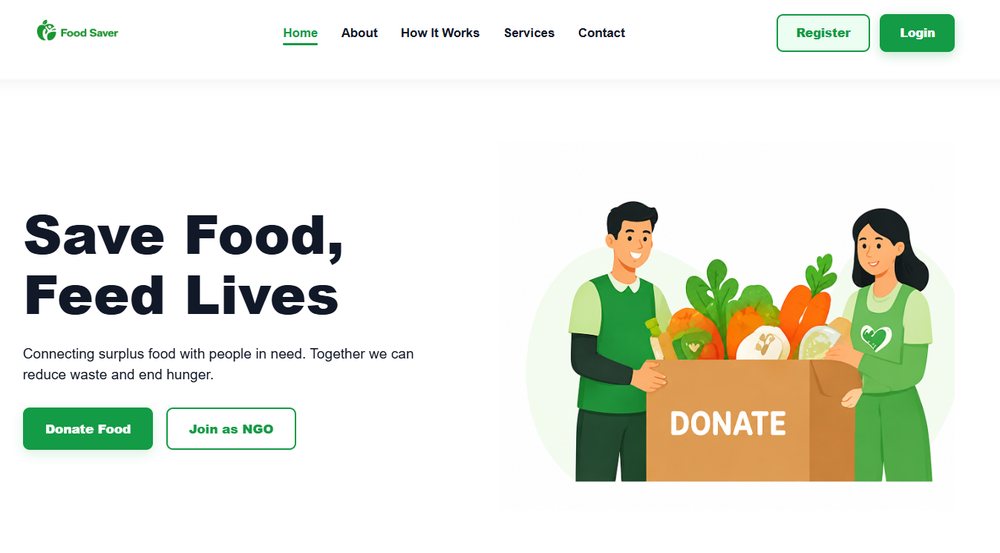 Food Saver
Home
About
How It Works
Services
Contact
Register
Login
Save Food,
Feed Lives
Connecting surplus food with people in need. Together we can
reduce waste and end hunger.
Donate Food
Join as NGO
DONATE